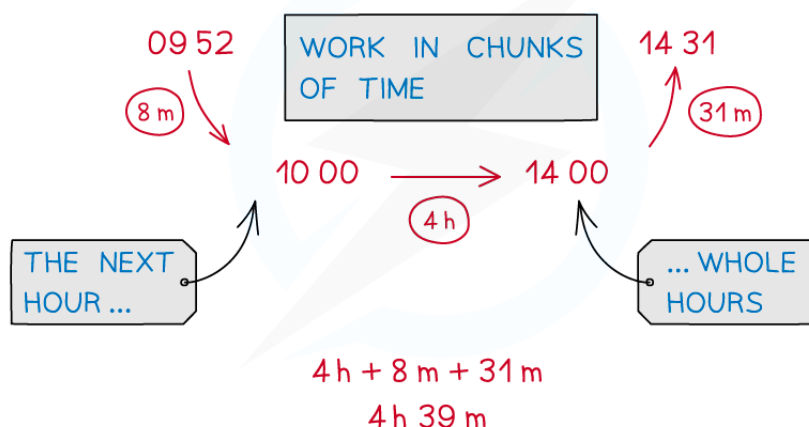 09 52
WORK IN CHUNKS
OF TIME
14 31
8 m
31 m
10 00
14 00
4 h
THE NEXT
HOUR ...
... WHOLE
HOURS
4 h + 8 m + 31 m
4 h 39 m